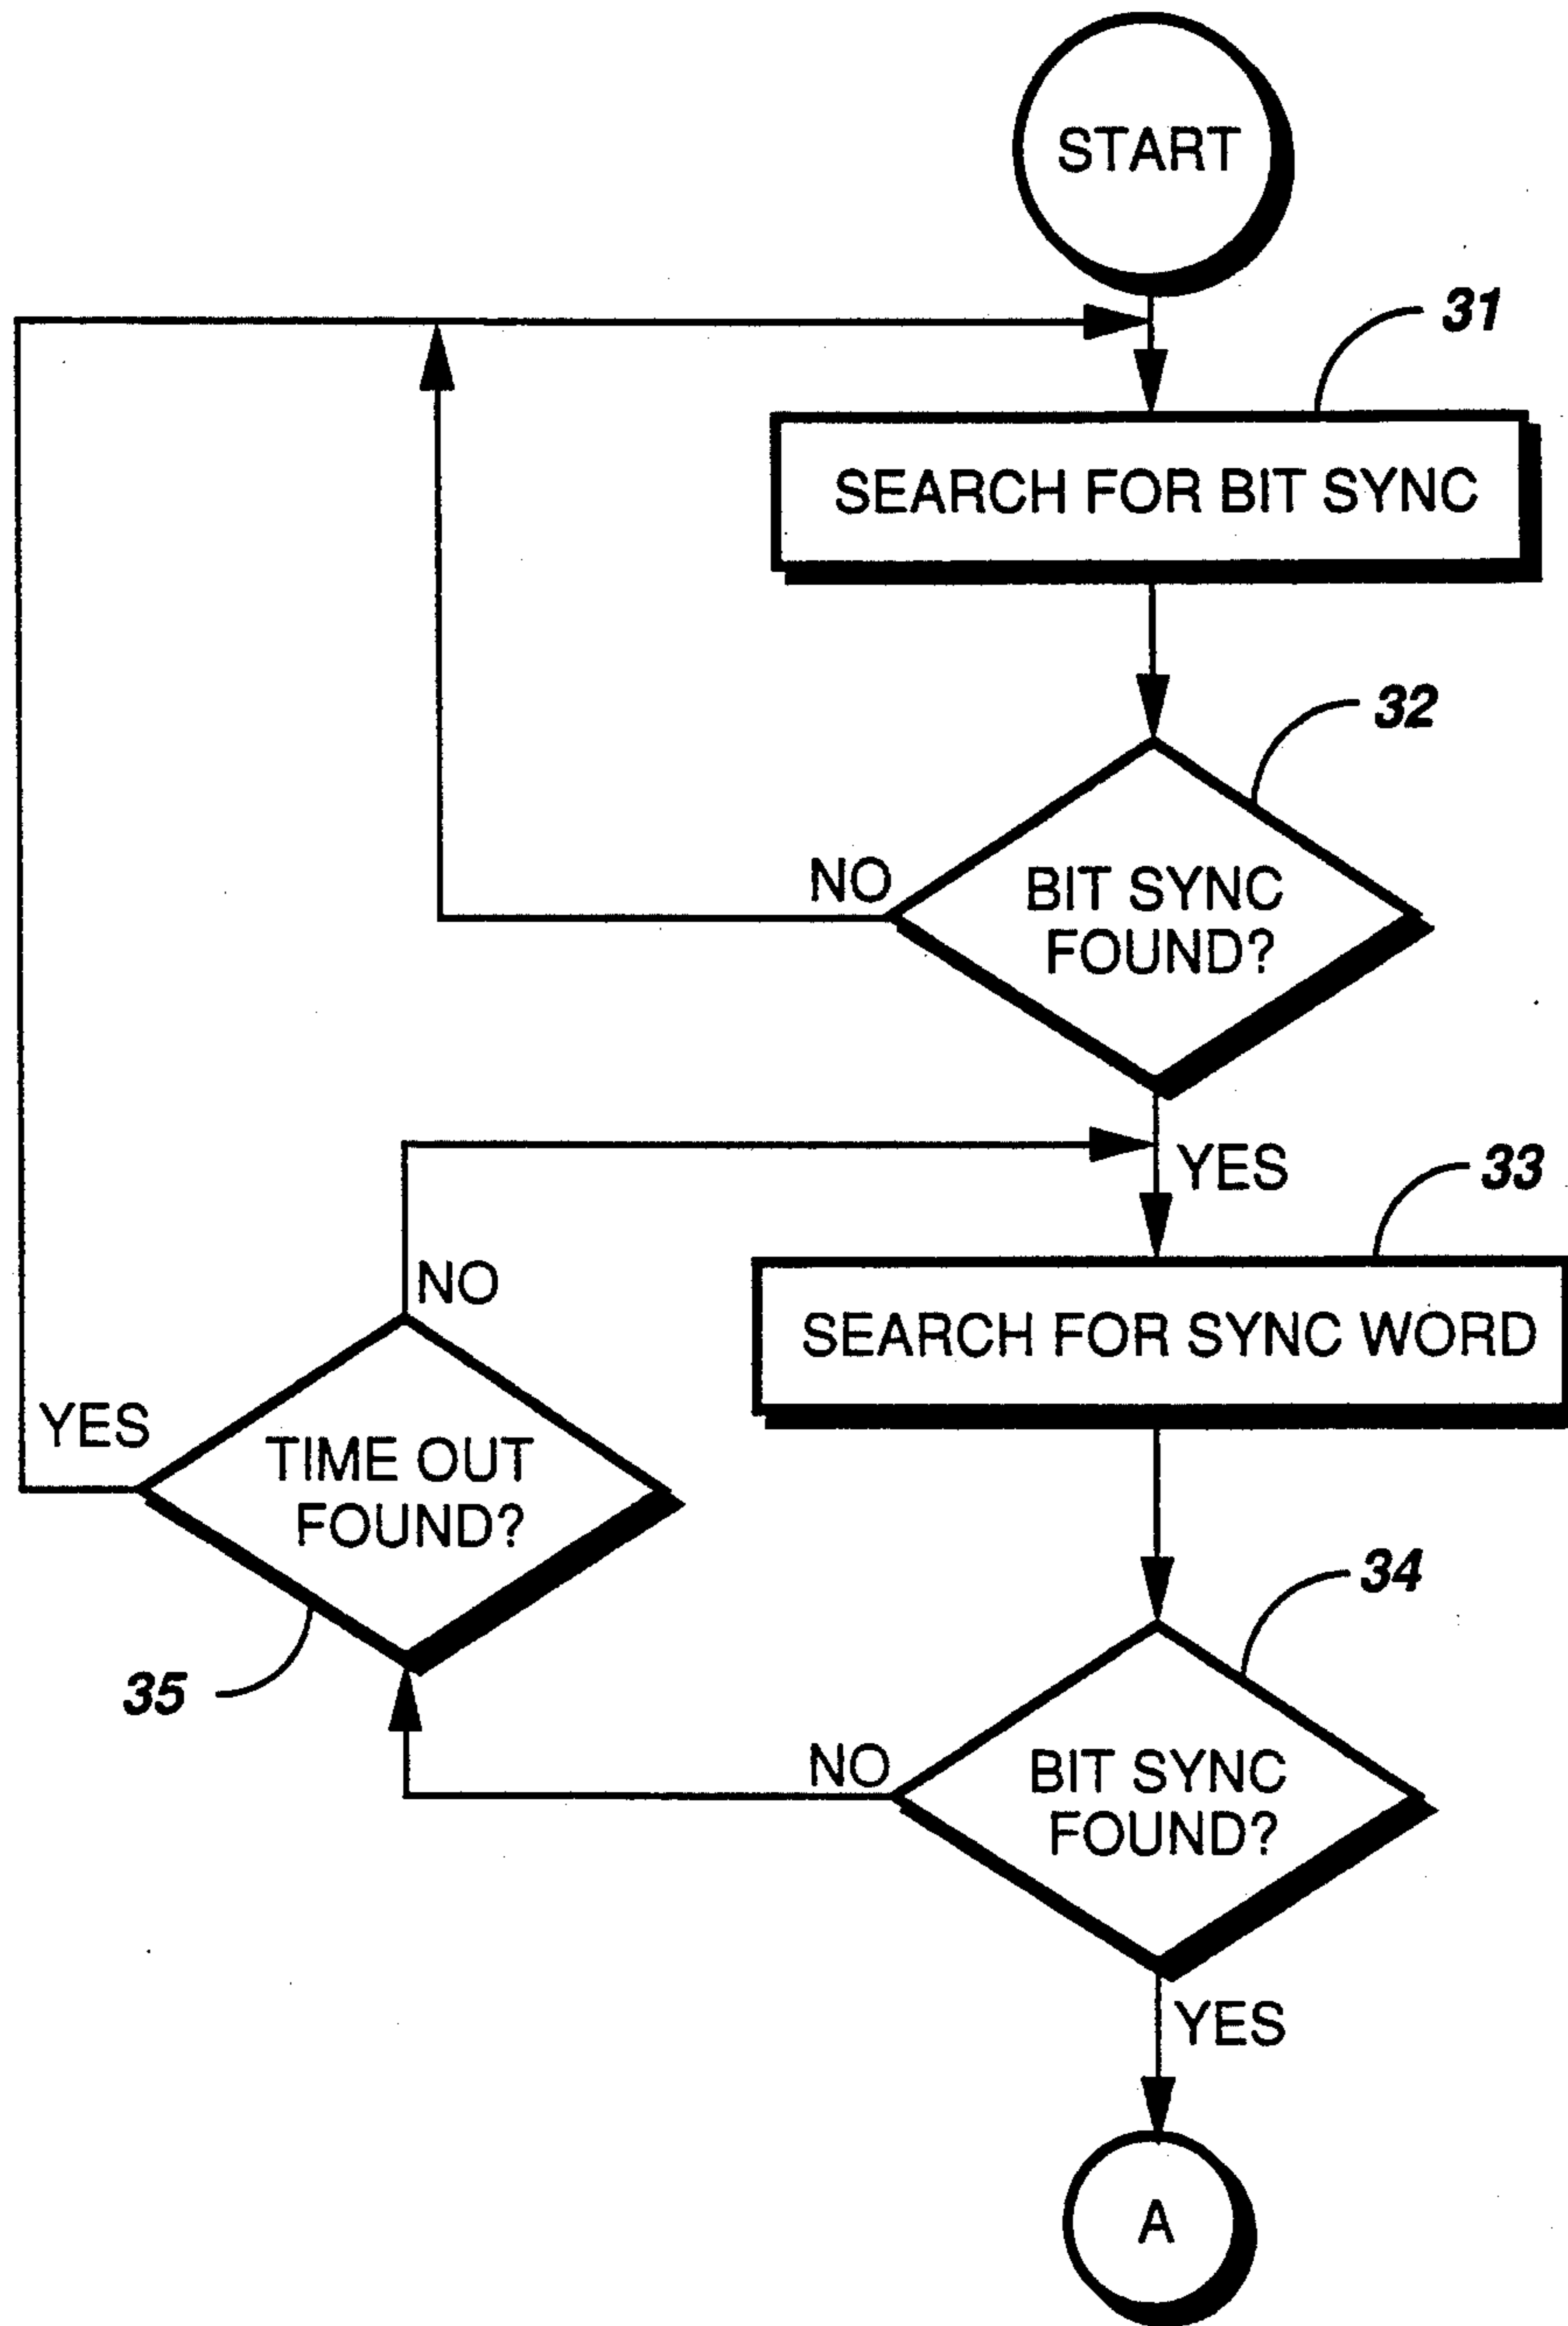 START
31
SEARCH FOR BIT SYNC
32
NO
BIT SYNC
FOUND?
YES
33
NO
SEARCH FOR SYNC WORD
YES
TIME OUT
FOUND?
34
35
NO
BIT SYNC
FOUND?
YES
A